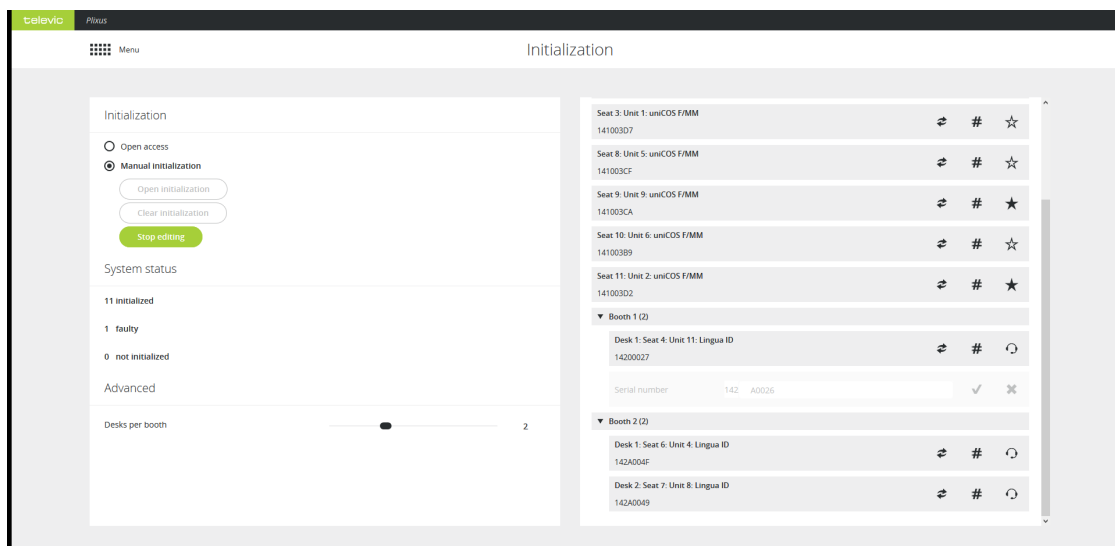 televic Plixus
Menu
Initialization
Initialization
Open access
Manual initialization
Open initialization
Clear initialization
Stop editing
System status
11 initialized
1 faulty
0 not initialized
Advanced
Desks per booth 2
Seat 3: Unit 1: uniCOS F/MM
141003D7
Seat 8: Unit 5: uniCOS F/MM
141003CF
Seat 9: Unit 9: uniCOS F/MM
141003CA
Seat 10: Unit 6: uniCOS F/MM
141003B9
Seat 11: Unit 2: uniCOS F/MM
141003D2
Booth 1 (2)
Desk 1: Seat 4: Unit 11: Lingua ID
14200027
Serial number 142 A0026
Booth 2 (2)
Desk 1: Seat 6: Unit 4: Lingua ID
142A004F
Desk 2: Seat 7: Unit 8: Lingua ID
142A0049